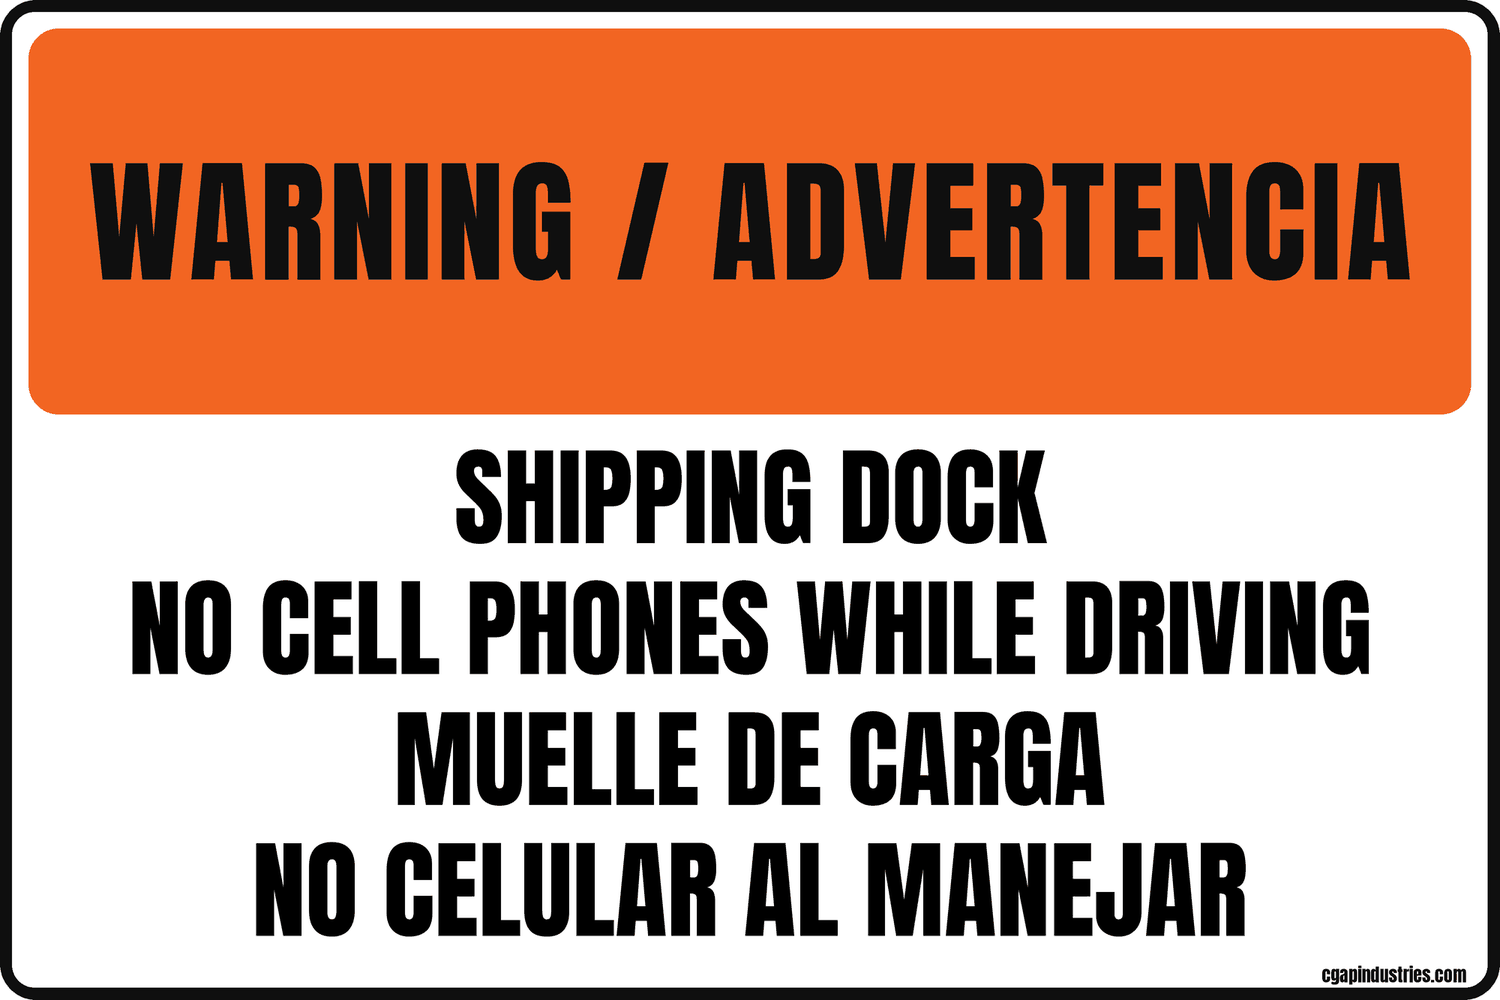 WARNING / ADVERTENCIA
SHIPPING DOCK
NO CELL PHONES WHILE DRIVING
MUELLE DE CARGA
NO CELULAR AL MANEJAR
cgapindustries.com